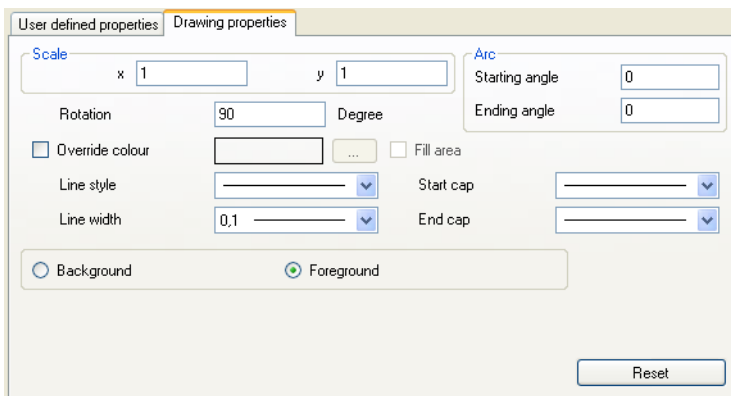 User defined properties Drawing properties
Scale Arc
x 1 y 1 Starting angle 0
Rotation 90 Degree Ending angle 0
Override colour ... Fill area
Line style Start cap
Line width 0,1 End cap
Background Foreground
Reset